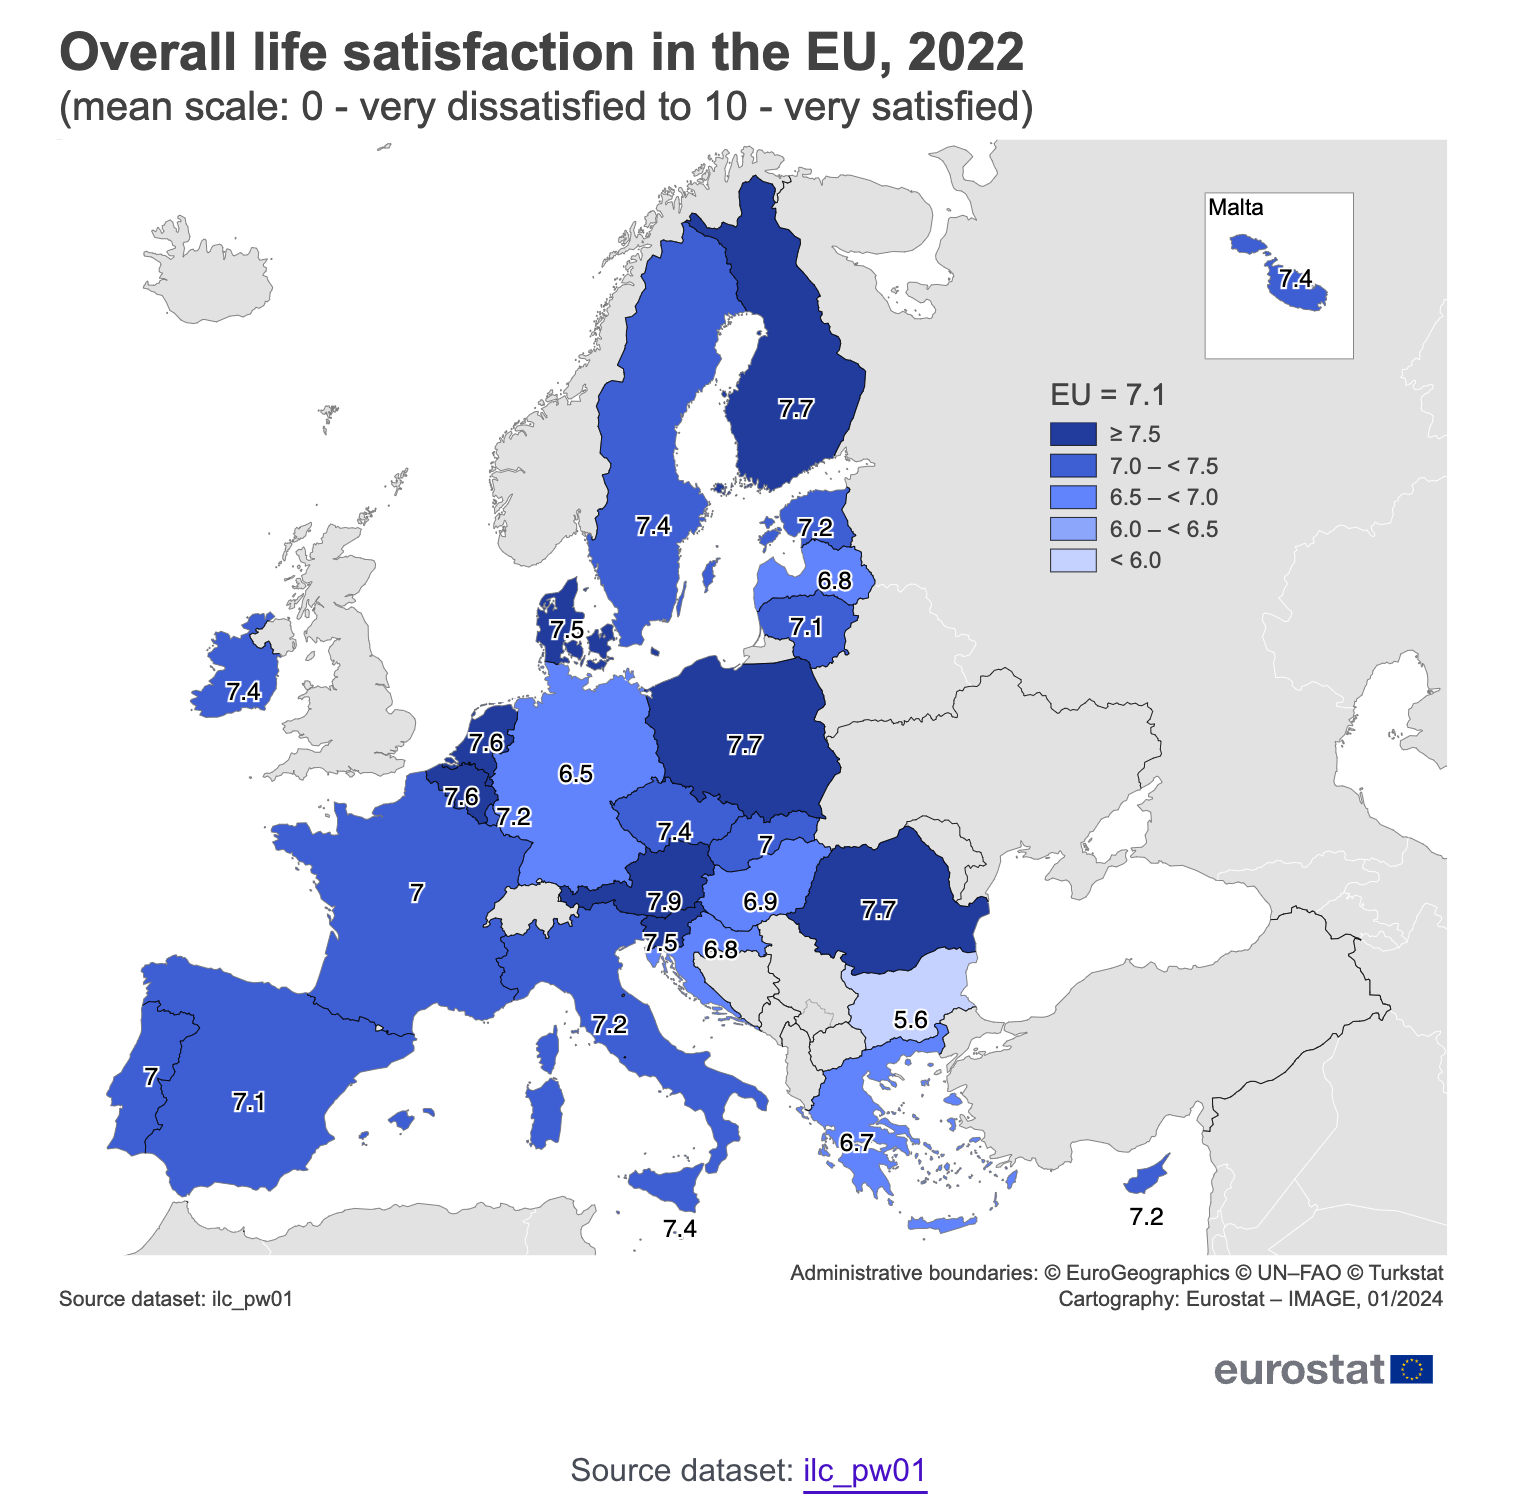 Overall life satisfaction in the EU, 2022
(mean scale: 0 - very dissatisfied to 10 - very satisfied)
Malta
7.4
EU = 7.1
≥ 7.5
7.0 – < 7.5
6.5 – < 7.0
6.0 – < 6.5
< 6.0
7.7
7.4
7.2
6.8
7.1
7.5
7.4
7.6
7.7
6.5
7.6
7.2
7.4
7
7
7.9
6.9
7.7
7.5
6.8
5.6
7.2
7
7.1
6.7
7.4
7.2
Administrative boundaries: © EuroGeographics © UN–FAO © Turkstat
Source dataset: ilc_pw01
Cartography: Eurostat – IMAGE, 01/2024
eurostat
Source dataset: ilc_pw01